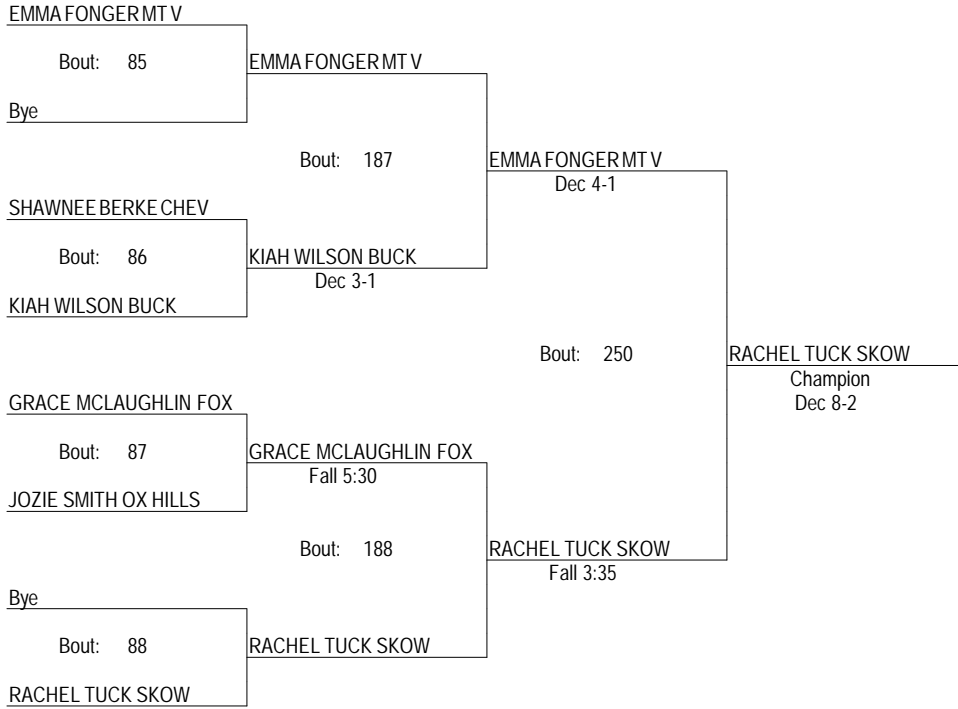 EMMA FONGER MT V
Bout: 85
EMMA FONGER MT V
Bye
Bout: 187
EMMA FONGER MT V
Dec 4-1
SHAWNEE BERKE CHEV
Bout: 86
KIAH WILSON BUCK
Dec 3-1
KIAH WILSON BUCK
Bout: 250
RACHEL TUCK SKOW
Champion
Dec 8-2
GRACE MCLAUGHLIN FOX
Bout: 87
GRACE MCLAUGHLIN FOX
Fall 5:30
JOZIE SMITH OX HILLS
Bout: 188
RACHEL TUCK SKOW
Fall 3:35
Bye
Bout: 88
RACHEL TUCK SKOW
RACHEL TUCK SKOW